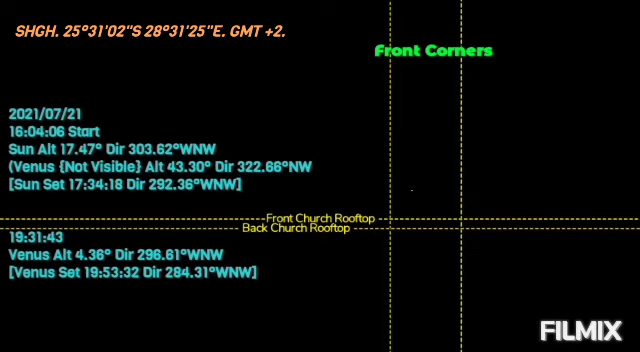 SHGH. 25°31'02"S 28°31'25"E. GMT +2.
Front Corners
2021/07/21
16:04:06 Start
Sun Alt 17.47° Dir 303.62°WNW
(Venus {Not Visible} Alt 43.30° Dir 322.66°NW
[Sun Set 17:34:18 Dir 292.36°WNW]
Front Church Rooftop
Back Church Rooftop
19:31:43
Venus Alt 4.36° Dir 296.61°WNW
[Venus Set 19:53:32 Dir 284.31°WNW]
FILMIX